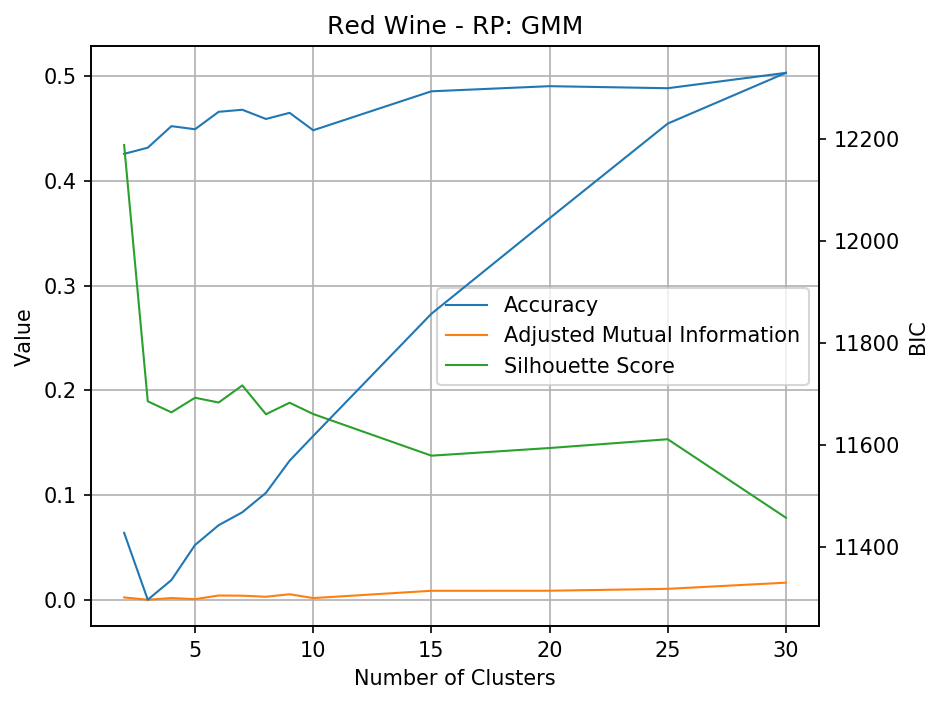 Red Wine - RP: GMM
0.5
0.4
0.3
0.2
0.1
0.0
Value
12200
12000
11800
11600
11400
BIC
Accuracy
Adjusted Mutual Information
Silhouette Score
5 10 15 20 25 30
Number of Clusters